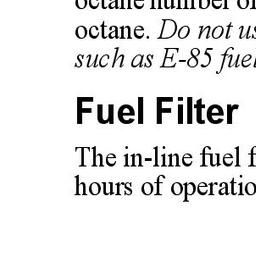 octane number of
octane. Do not us
such as E-85 fuel
Fuel Filter
The in-line fuel f
hours of operatio